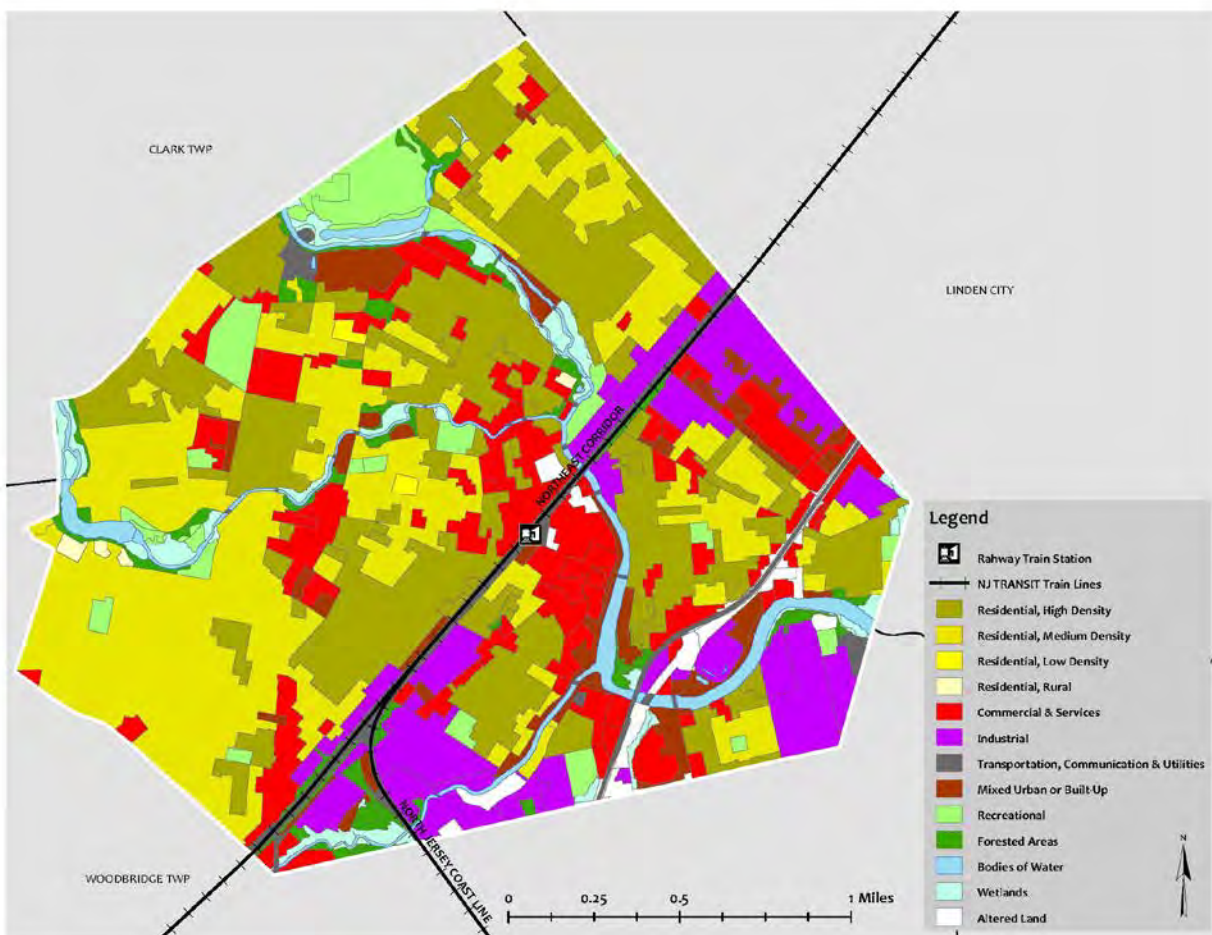 CLARK TWP
LINDEN CITY
NORTHEAST CORRIDOR
NORTH JERSEY COAST LINE
WOODBRIDGE TWP
0 0.25 0.5 1 Miles
Legend
Rahway Train Station
NJ TRANSIT Train Lines
Residential, High Density
Residential, Medium Density
Residential, Low Density
Residential, Rural
Commercial & Services
Industrial
Transportation, Communication & Utilities
Mixed Urban or Built-Up
Recreational
Forested Areas
Bodies of Water
Wetlands
Altered Land
N